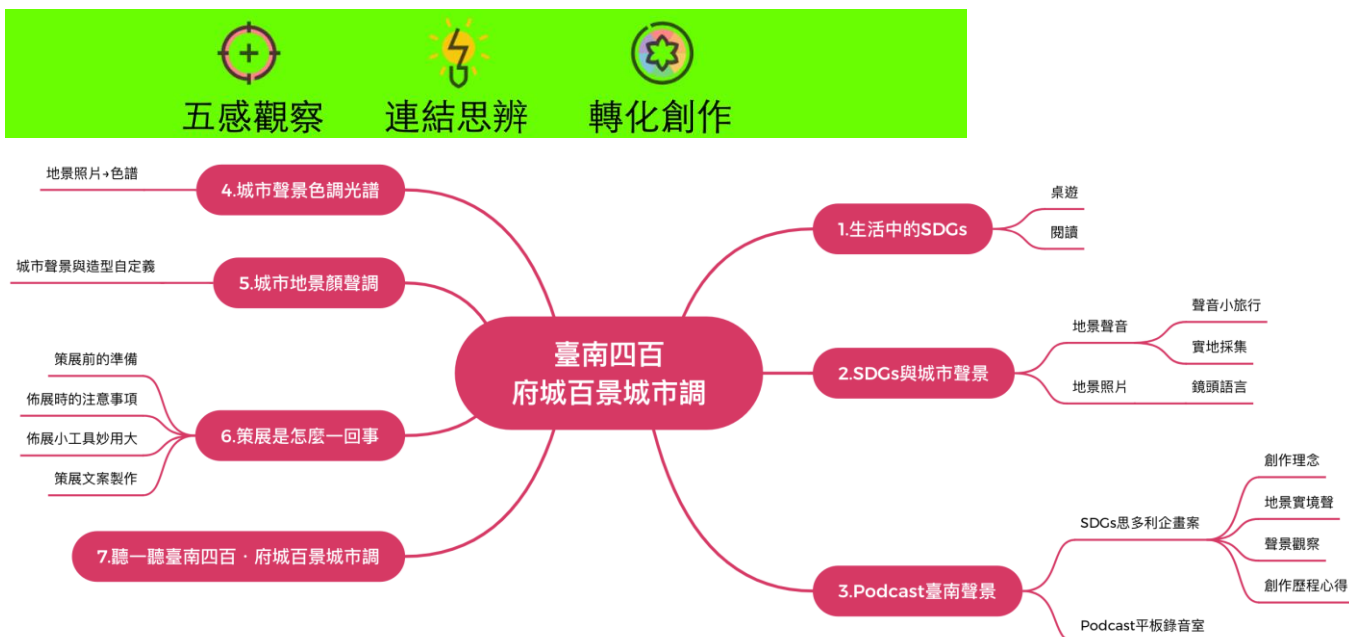 五感觀察
連結思辨
轉化創作
臺南四百
府城百景城市調
1.生活中的SDGs
桌遊
閱讀
2.SDGs與城市聲景
地景聲音
聲音小旅行
實地採集
地景照片
鏡頭語言
3.Podcast臺南聲景
SDGs思多利企畫案
創作理念
地景實境聲
聲景觀察
創作歷程心得
Podcast平板錄音室
4.城市聲景色調光譜
地景照片→色譜
5.城市地景顏聲調
城市聲景與造型自定義
6.策展是怎麼一回事
策展前的準備
佈展時的注意事項
佈展小工具妙用大
策展文案製作
7.聽一聽臺南四百．府城百景城市調